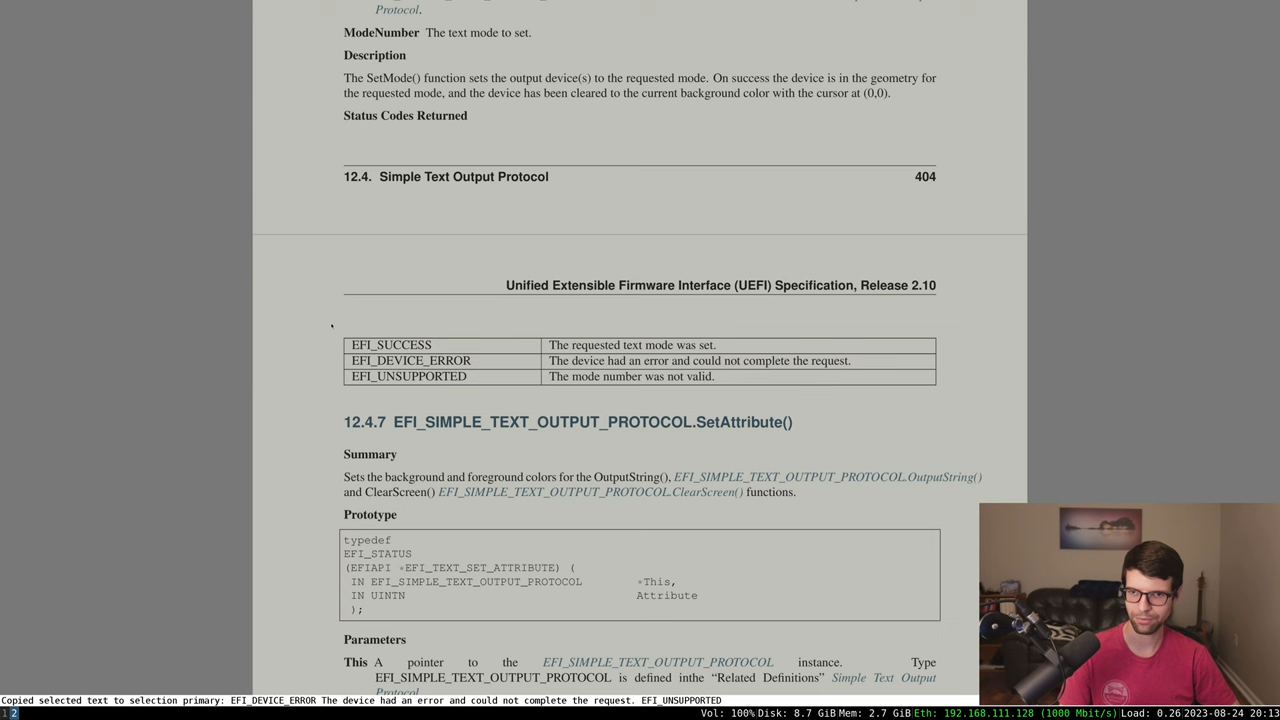 Protocol.
ModeNumber The text mode to set.
Description
The SetMode() function sets the output device(s) to the requested mode. On success the device is in the geometry for
the requested mode, and the device has been cleared to the current background color with the cursor at (0,0).
Status Codes Returned
12.4. Simple Text Output Protocol 404
Unified Extensible Firmware Interface (UEFI) Specification, Release 2.10
EFI_SUCCESS The requested text mode was set.
EFI_DEVICE_ERROR The device had an error and could not complete the request.
EFI_UNSUPPORTED The mode number was not valid.
12.4.7 EFI_SIMPLE_TEXT_OUTPUT_PROTOCOL.SetAttribute()
Summary
Sets the background and foreground colors for the OutputString(), EFI_SIMPLE_TEXT_OUTPUT_PROTOCOL.OutputString()
and ClearScreen() EFI_SIMPLE_TEXT_OUTPUT_PROTOCOL.ClearScreen() functions.
Prototype
typedef
EFI_STATUS
(EFIAPI *EFI_TEXT_SET_ATTRIBUTE) (
IN EFI_SIMPLE_TEXT_OUTPUT_PROTOCOL *This,
IN UINTN Attribute
);
Parameters
This A pointer to the EFI_SIMPLE_TEXT_OUTPUT_PROTOCOL instance. Type
EFI_SIMPLE_TEXT_OUTPUT_PROTOCOL is defined inthe “Related Definitions” Simple Text Output
Protocol
Copied selected text to selection primary: EFI_DEVICE_ERROR The device had an error and could not complete the request. EFI_UNSUPPORTED
1 2 Vol: 100% Disk: 8.7 GiB Mem: 2.7 GiB Eth: 192.168.111.128 (1000 Mbit/s) Load: 0.26 2023-08-24 20:13